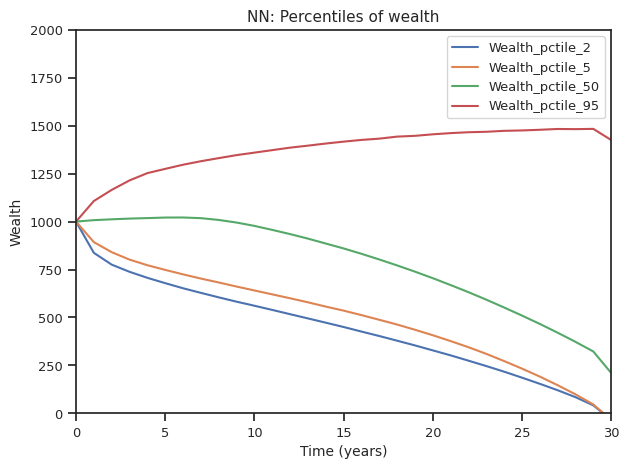 NN: Percentiles of wealth
2000
1750
1500
1250
1000
750
500
250
0
Wealth
Wealth_pctile_2
Wealth_pctile_5
Wealth_pctile_50
Wealth_pctile_95
0 5 10 15 20 25 30
Time (years)